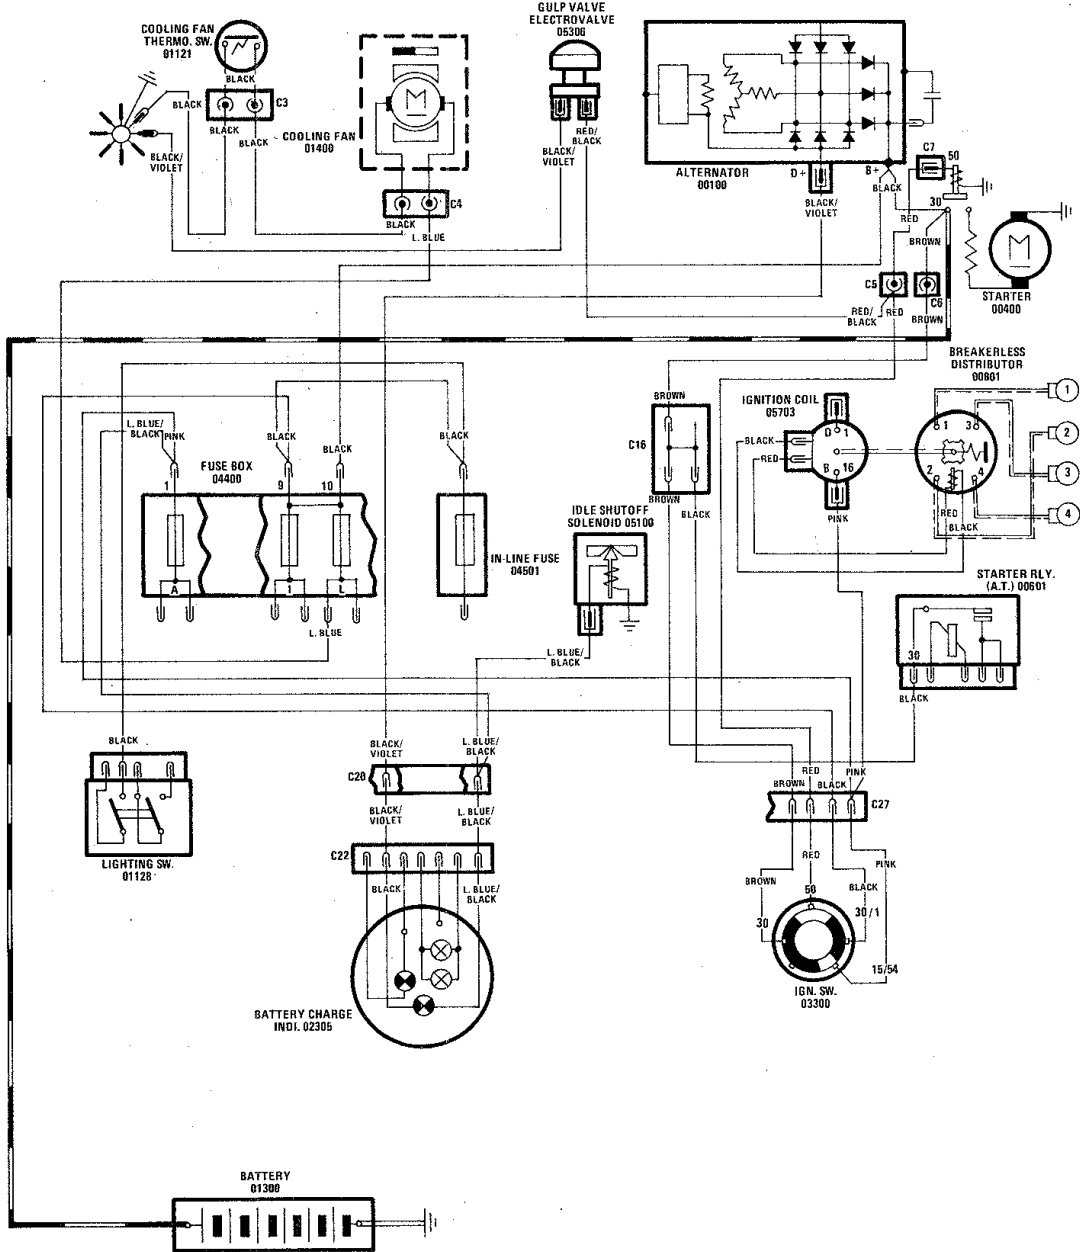 GULP VALVE
ELECTROVALVE
05306
COOLING FAN
THERMO. SW.
01121
BLACK
BLACK
C3
BLACK
BLACK
BLACK/
VIOLET
COOLING FAN
01400
M
C4
BLACK
L. BLUE
BLACK/
VIOLET
RED/
BLACK
ALTERNATOR
00100
D +
B+
BLACK/
VIOLET
BLACK
C7
50
30
RED
BROWN
M
STARTER
00400
C5
C6
RED/
BLACK
RED
BROWN
BREAKERLESS
DISTRIBUTOR
00601
1
2
3
4
1
3
2
4
RED
BLACK
IGNITION COIL
05703
D
1
B
16
BLACK
RED
PINK
BROWN
C16
BROWN
BLACK
L. BLUE/
BLACK
PINK
BLACK
BLACK
BLACK
FUSE BOX
04400
1
9
10
A
I
L
L. BLUE
IN-LINE FUSE
04501
IDLE SHUTOFF
SOLENOID 05100
L. BLUE/
BLACK
STARTER RLY.
(A.T.) 00601
30
BLACK
BLACK
LIGHTING SW.
01128
BLACK/
VIOLET
L. BLUE/
BLACK
C20
BLACK/
VIOLET
L. BLUE/
BLACK
C22
BLACK
L. BLUE/
BLACK
BATTERY CHARGE
INDI. 02305
RED
PINK
BROWN
BLACK
C27
RED
PINK
BROWN
BLACK
50
30
30/1
15/54
IGN. SW.
03300
BATTERY
01300